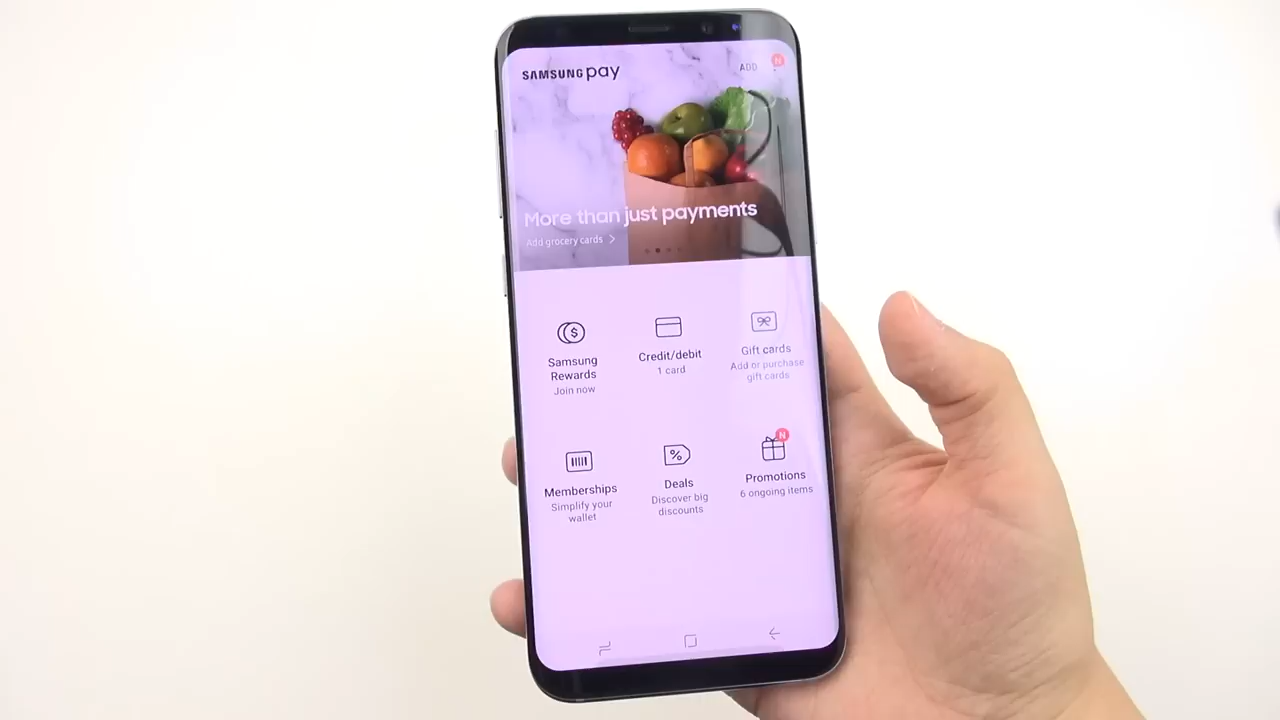 SAMSUNG pay
ADD
N
More than just payments
Add grocery cards >
Samsung
Rewards
Join now
Credit/debit
1 card
Gift cards
Add or purchase
gift cards
Memberships
Simplify your
wallet
Deals
Discover big
discounts
N
Promotions
6 ongoing items